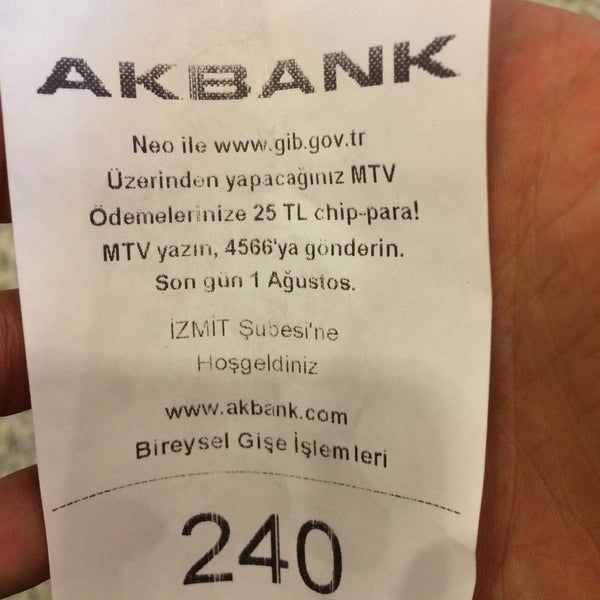 AKBANK
Neo ile www.gib.gov.tr
Üzerinden yapacağınız MTV
Ödemelerinize 25 TL chip-para!
MTV yazın, 4566'ya gönderin.
Son gün 1 Ağustos.
İZMİT Şubesi'ne
Hoşgeldiniz
www.akbank.com
Bireysel Gişe İşlemleri
240